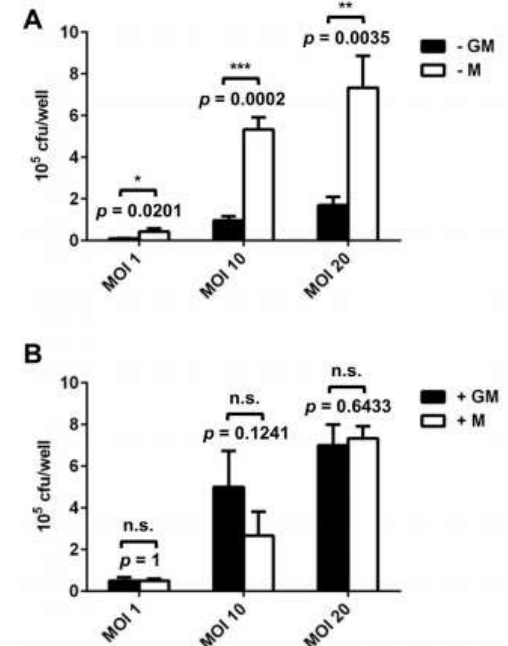 A
**
10
p = 0.0035
- GM
- M
8
***
p = 0.0002
10⁵ cfu/well
6
4
*
2
p = 0.0201
0
MOI 1
MOI 10
MOI 20
B
n.s.
10
n.s.
p = 0.6433
+ GM
+ M
8
p = 0.1241
10⁵ cfu/well
6
4
n.s.
2
p = 1
0
MOI 1
MOI 10
MOI 20